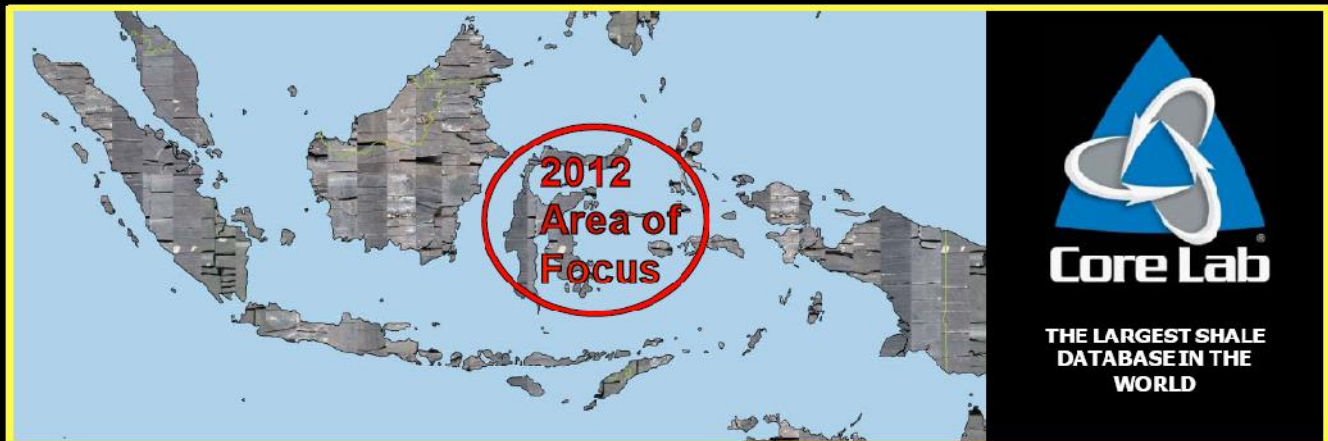 2012
Area of
Focus
Core Lab
®
THE LARGEST SHALE
DATABASE IN THE
WORLD